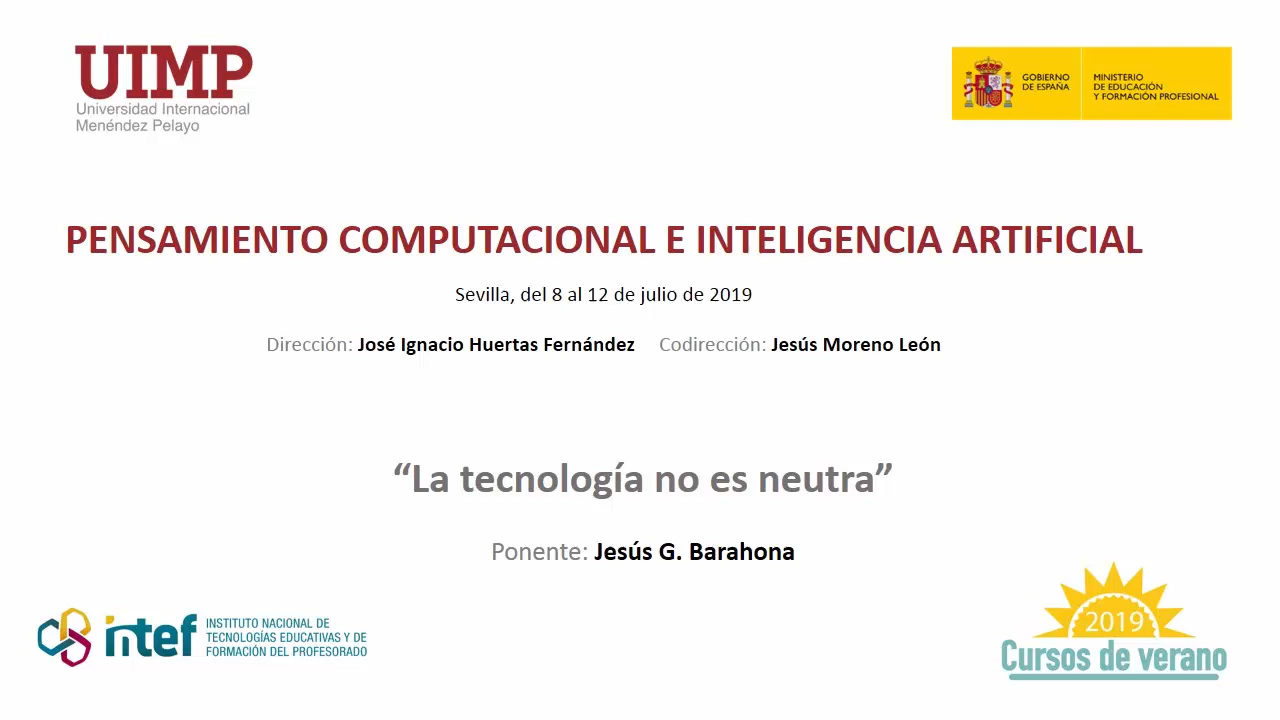 UIMP
Universidad Internacional
Menéndez Pelayo
GOBIERNO
DE ESPAÑA
MINISTERIO
DE EDUCACIÓN
Y FORMACIÓN PROFESIONAL
PENSAMIENTO COMPUTACIONAL E INTELIGENCIA ARTIFICIAL
Sevilla, del 8 al 12 de julio de 2019
Dirección: José Ignacio Huertas Fernández Codirección: Jesús Moreno León
“La tecnología no es neutra”
Ponente: Jesús G. Barahona
intef
INSTITUTO NACIONAL DE
TECNOLOGÍAS EDUCATIVAS Y DE
FORMACIÓN DEL PROFESORADO
2019
Cursos de verano